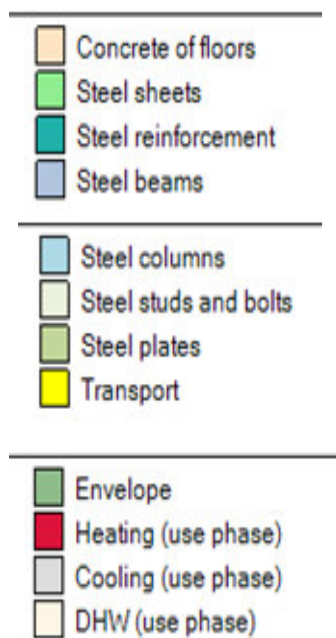 Concrete of floors
Steel sheets
Steel reinforcement
Steel beams
Steel columns
Steel studs and bolts
Steel plates
Transport
Envelope
Heating (use phase)
Cooling (use phase)
DHW (use phase)